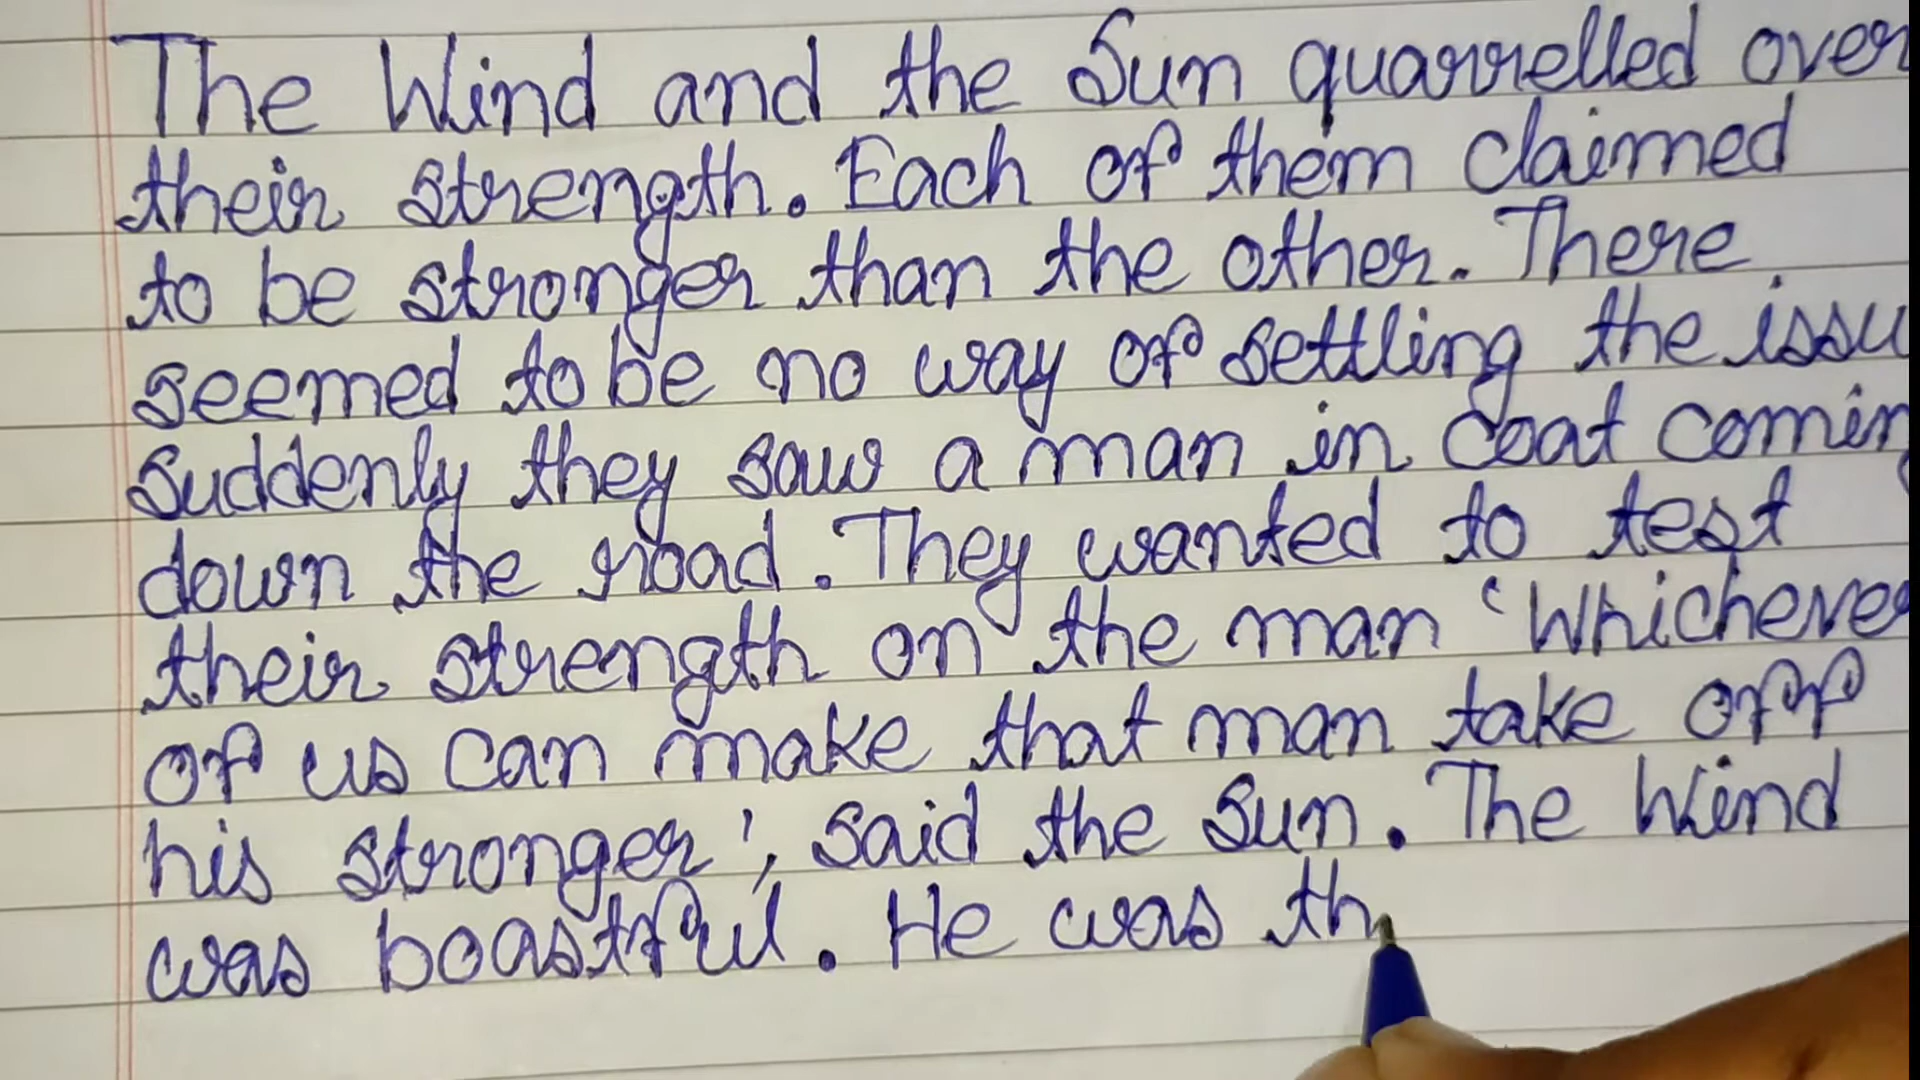 The Wind and the Sun quarrelled over
their strength. Each of them claimed
to be stronger than the other. There
seemed to be no way of settling the issu
suddenly they saw a man in coat comin
down the road. They wanted to test
their strength on the man 'Whicheve
of us can make that man take off
his stronger', said the Sun. The Wind
was boastful. He was th